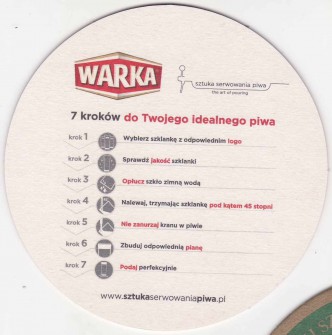 WARKA
sztuka serwowania piwa
the art of pouring
7 kroków do Twojego idealnego piwa
krok 1 Wybierz szklankę z odpowiednim logo
krok 2 Sprawdź jakość szklanki
krok 3 Opłucz szkło zimną wodą
krok 4 Nalewaj, trzymając szklankę pod kątem 45 stopni
krok 5 Nie zanurzaj kranu w piwie
krok 6 Zbuduj odpowiednią pianę
krok 7 Podaj perfekcyjnie
www.sztukaserwowaniapiwa.pl